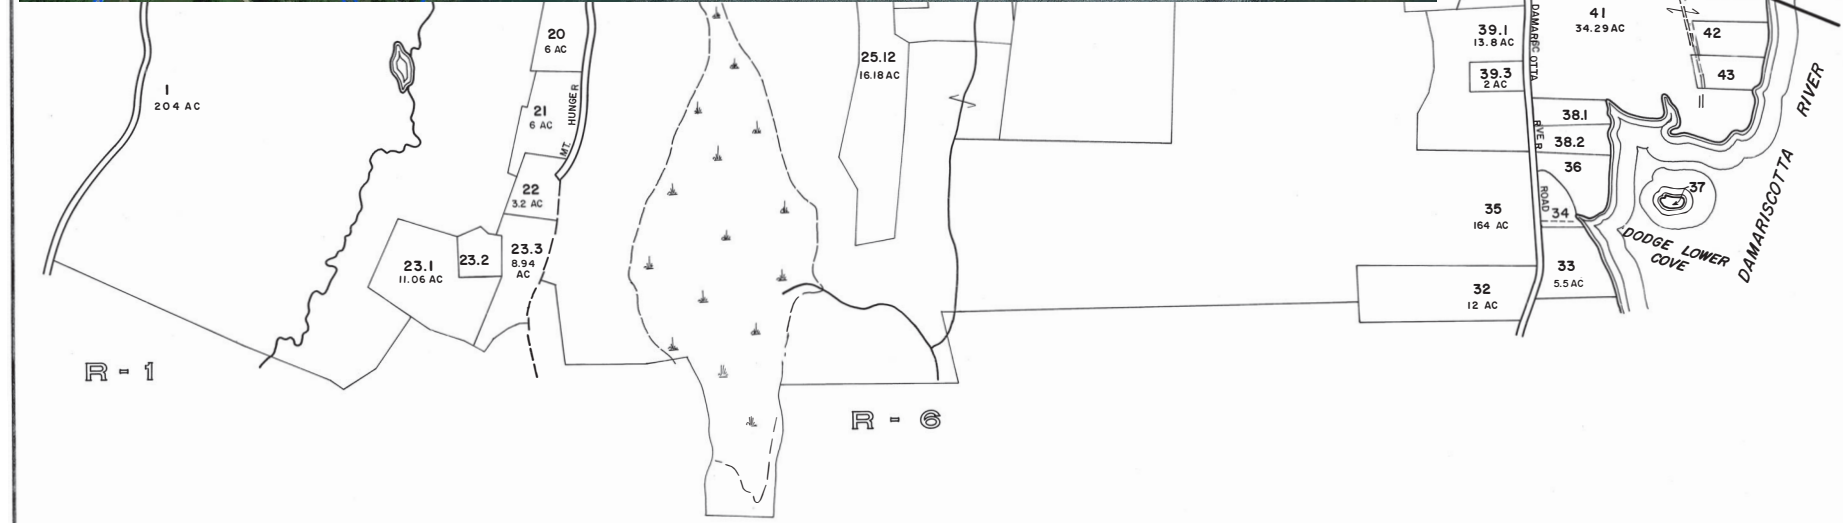 1
204 AC
20
6 AC
21
6 AC
MT. HUNGER
22
3.2 AC
23.1
11.06 AC
23.2
23.3
8.94
AC
25.12
16.18 AC
39.1
13.8 AC
39.3
2 AC
DAMARISCOTTA
RIVER
ROAD
41
34.29 AC
42
43
38.1
38.2
36
37
34
35
164 AC
33
5.5 AC
32
12 AC
DODGE LOWER
COVE
DAMARISCOTTA RIVER
R - 1
R - 6